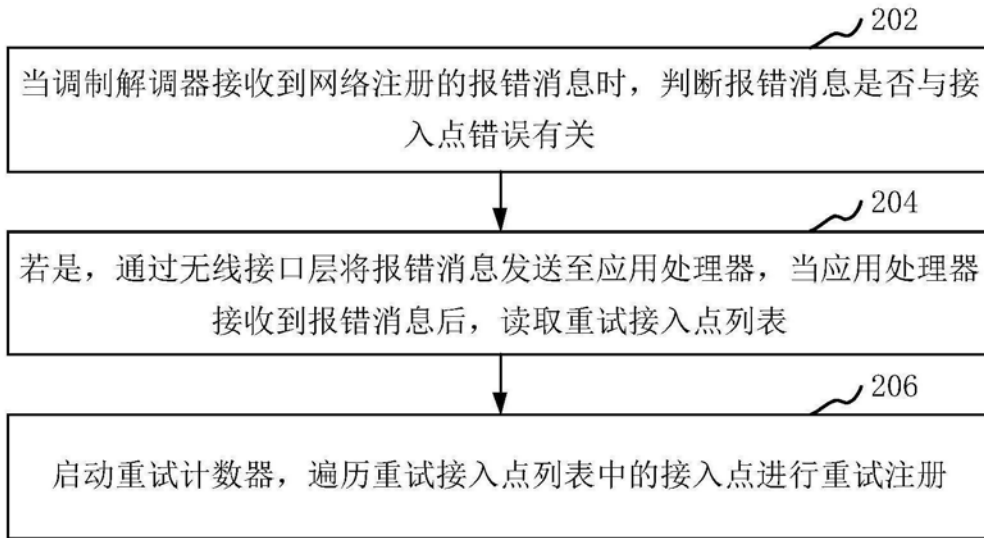 202
当调制解调器接收到网络注册的报错消息时，判断报错消息是否与接
入点错误有关
204
若是，通过无线接口层将报错消息发送至应用处理器，当应用处理器
接收到报错消息后，读取重试接入点列表
206
启动重试计数器，遍历重试接入点列表中的接入点进行重试注册